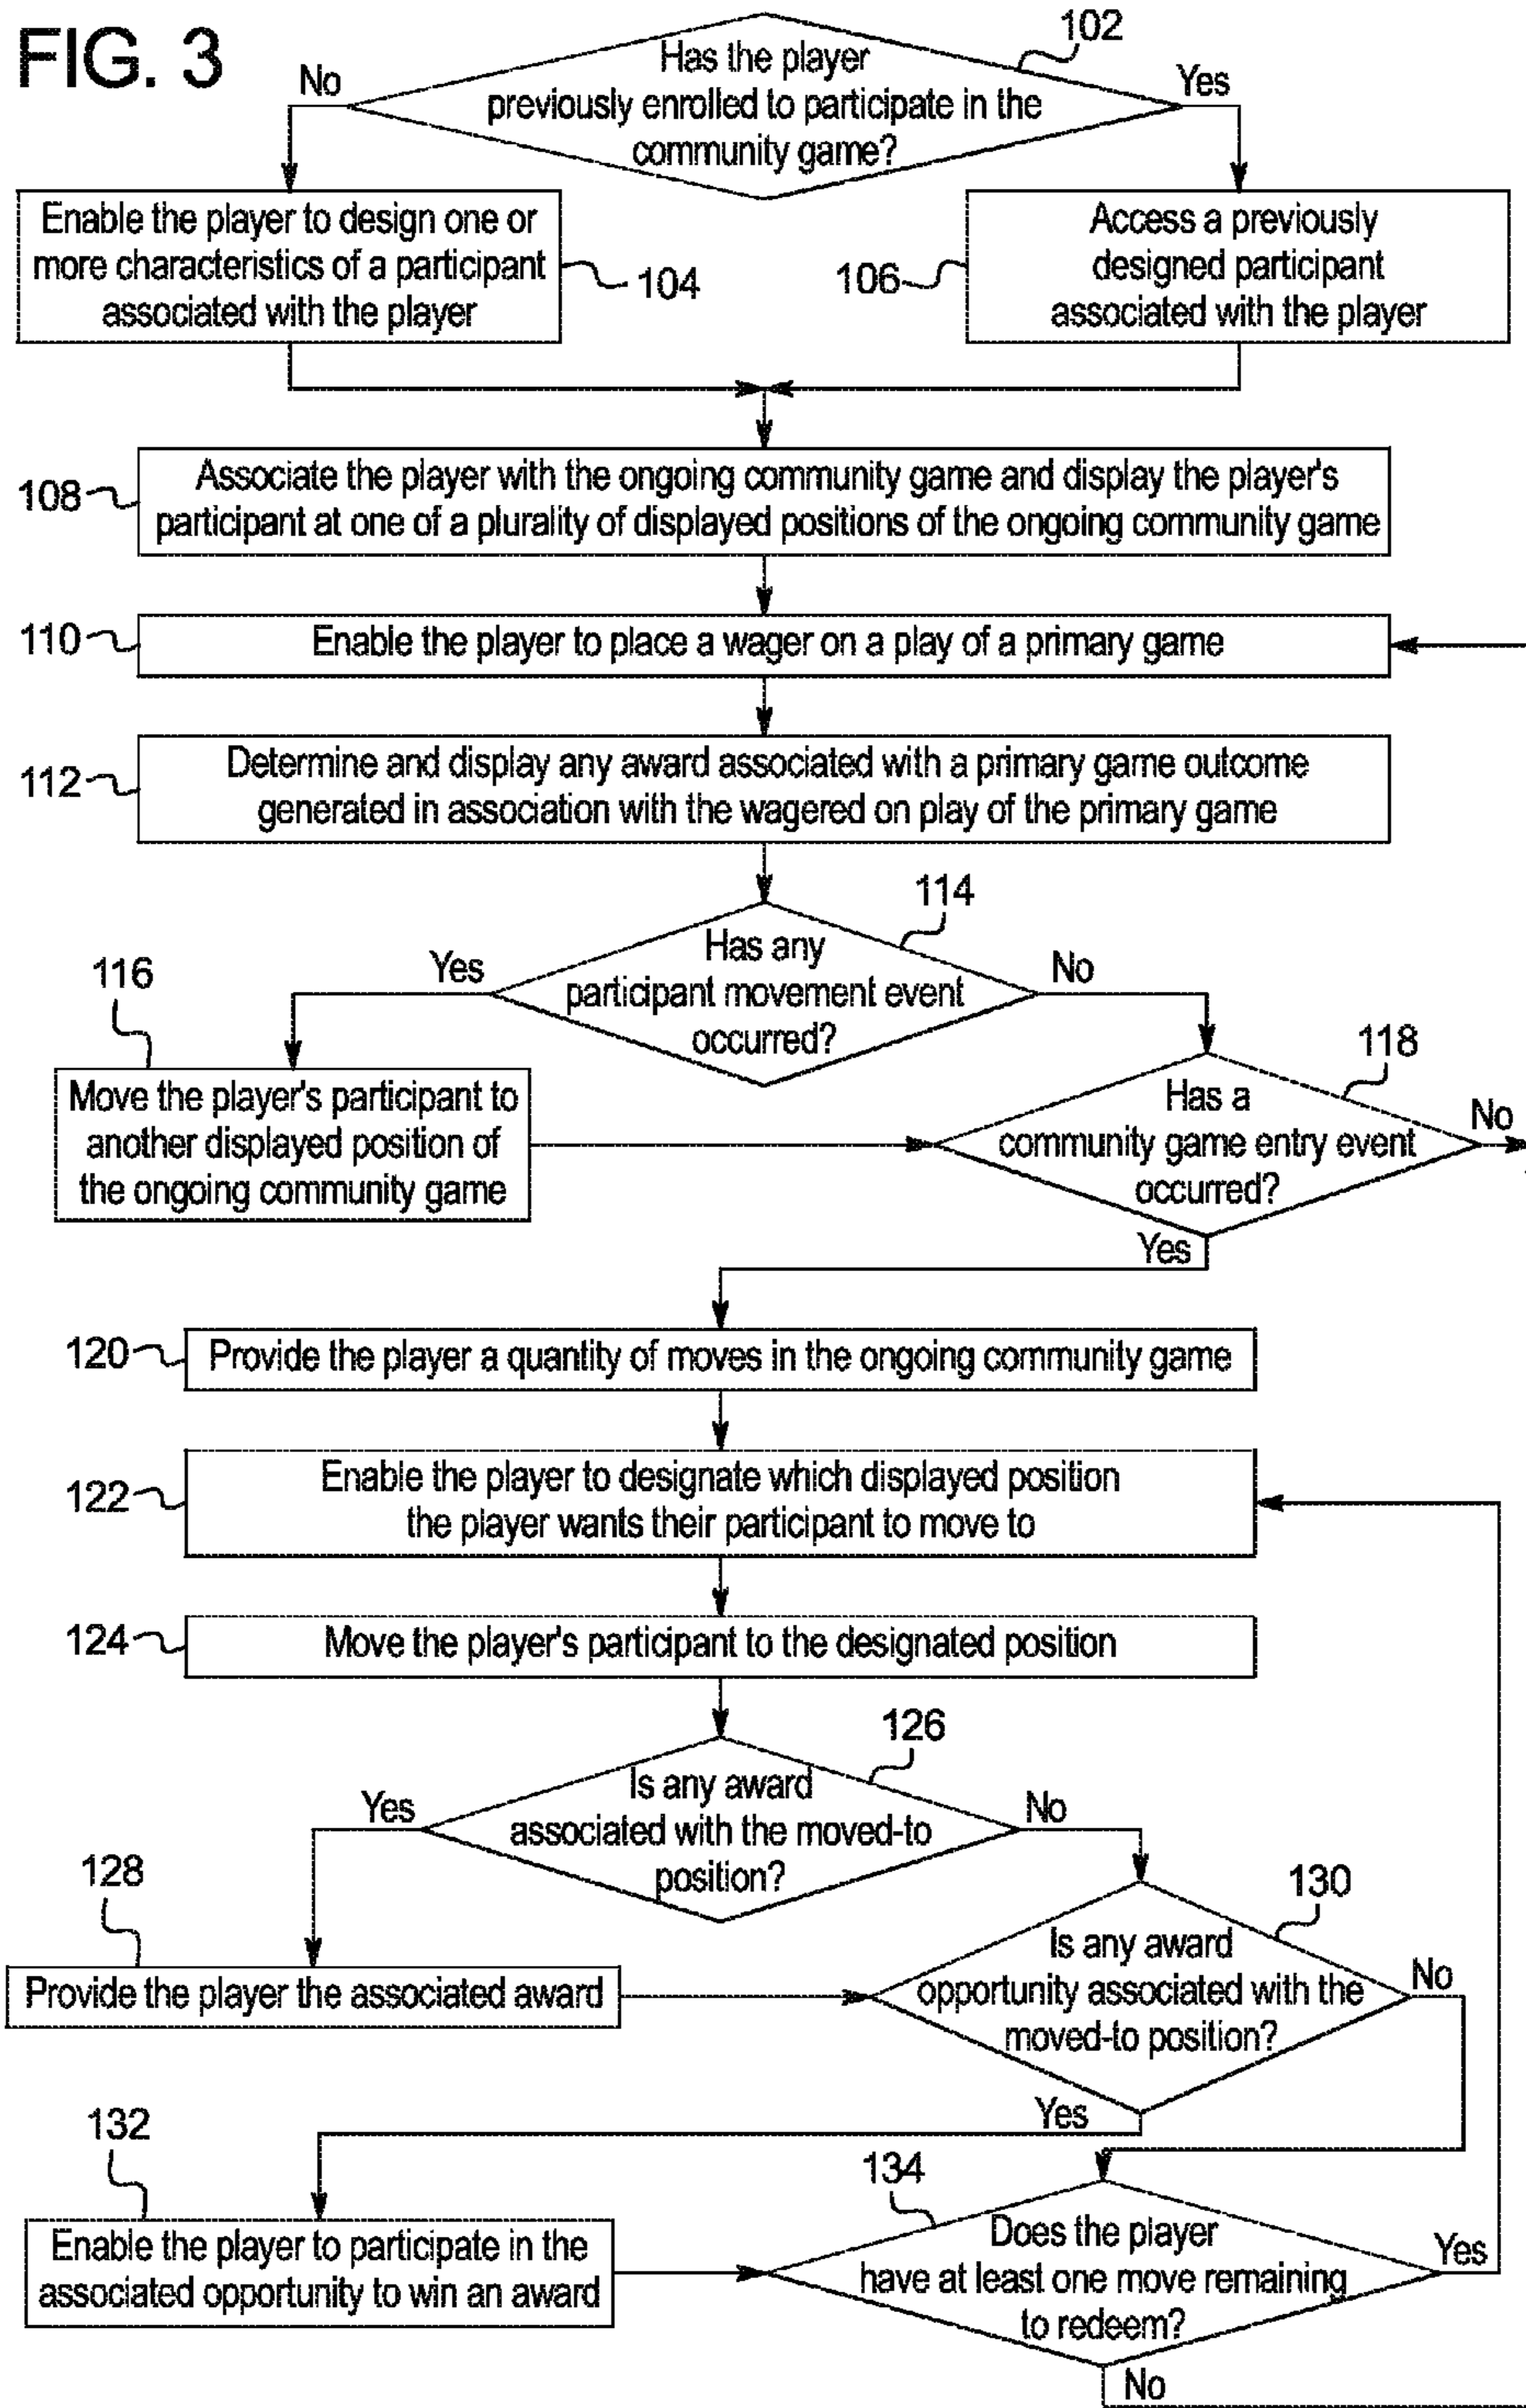 FIG. 3
102
Has the player
previously enrolled to participate in the
community game?
No
Yes
Enable the player to design one or
more characteristics of a participant
associated with the player
104
106
Access a previously
designed participant
associated with the player
108
Associate the player with the ongoing community game and display the player's
participant at one of a plurality of displayed positions of the ongoing community game
110
Enable the player to place a wager on a play of a primary game
112
Determine and display any award associated with a primary game outcome
generated in association with the wagered on play of the primary game
114
Has any
participant movement event
occurred?
Yes
No
116
Move the player's participant to
another displayed position of
the ongoing community game
118
Has a
community game entry event
occurred?
No
Yes
120
Provide the player a quantity of moves in the ongoing community game
122
Enable the player to designate which displayed position
the player wants their participant to move to
124
Move the player's participant to the designated position
126
Is any award
associated with the moved-to
position?
Yes
No
128
Provide the player the associated award
130
Is any award
opportunity associated with the
moved-to position?
No
Yes
132
Enable the player to participate in the
associated opportunity to win an award
134
Does the player
have at least one move remaining
to redeem?
Yes
No